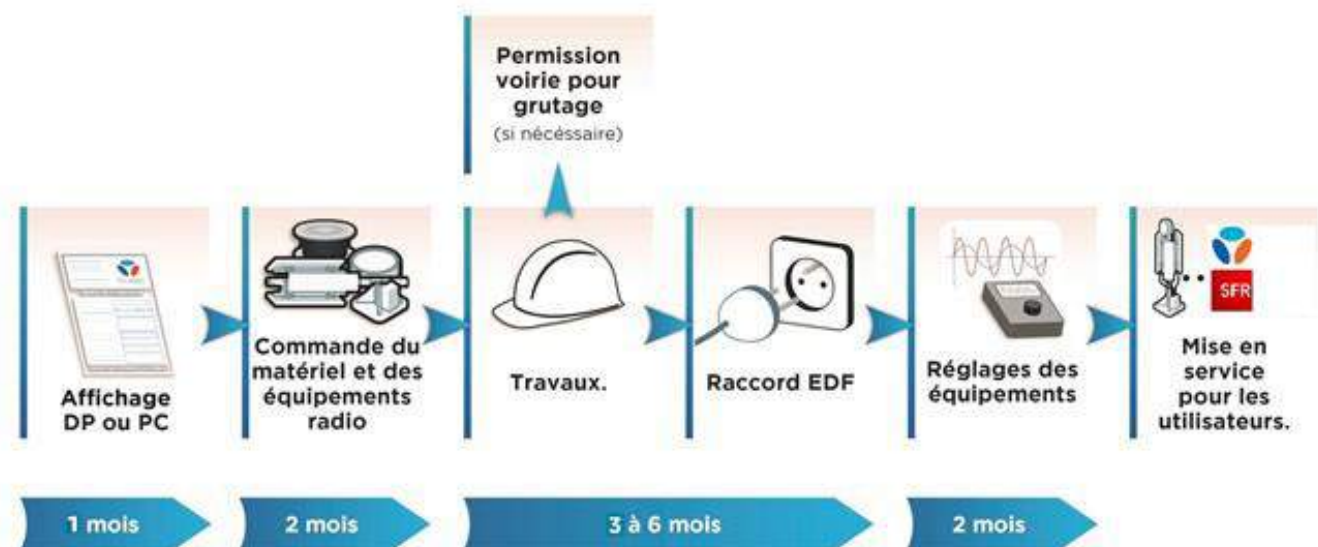 Permission
voirie pour
grutage
(si nécéssaire)
Affichage
DP ou PC
Commande du
matériel et des
équipements
radio
Travaux.
Raccord EDF
Réglages des
équipements
SFR
Mise en
service
pour les
utilisateurs.
1 mois
2 mois
3 à 6 mois
2 mois